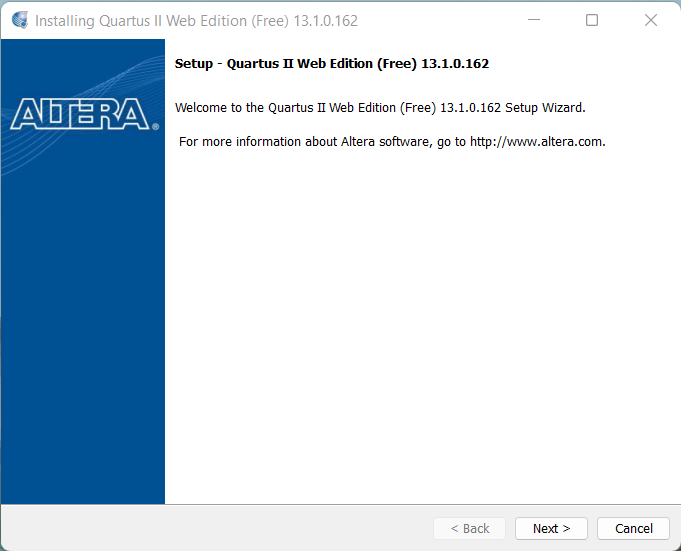 Installing Quartus II Web Edition (Free) 13.1.0.162
Setup - Quartus II Web Edition (Free) 13.1.0.162
ALTERA®
Welcome to the Quartus II Web Edition (Free) 13.1.0.162 Setup Wizard.
For more information about Altera software, go to http://www.altera.com.
< Back
Next >
Cancel